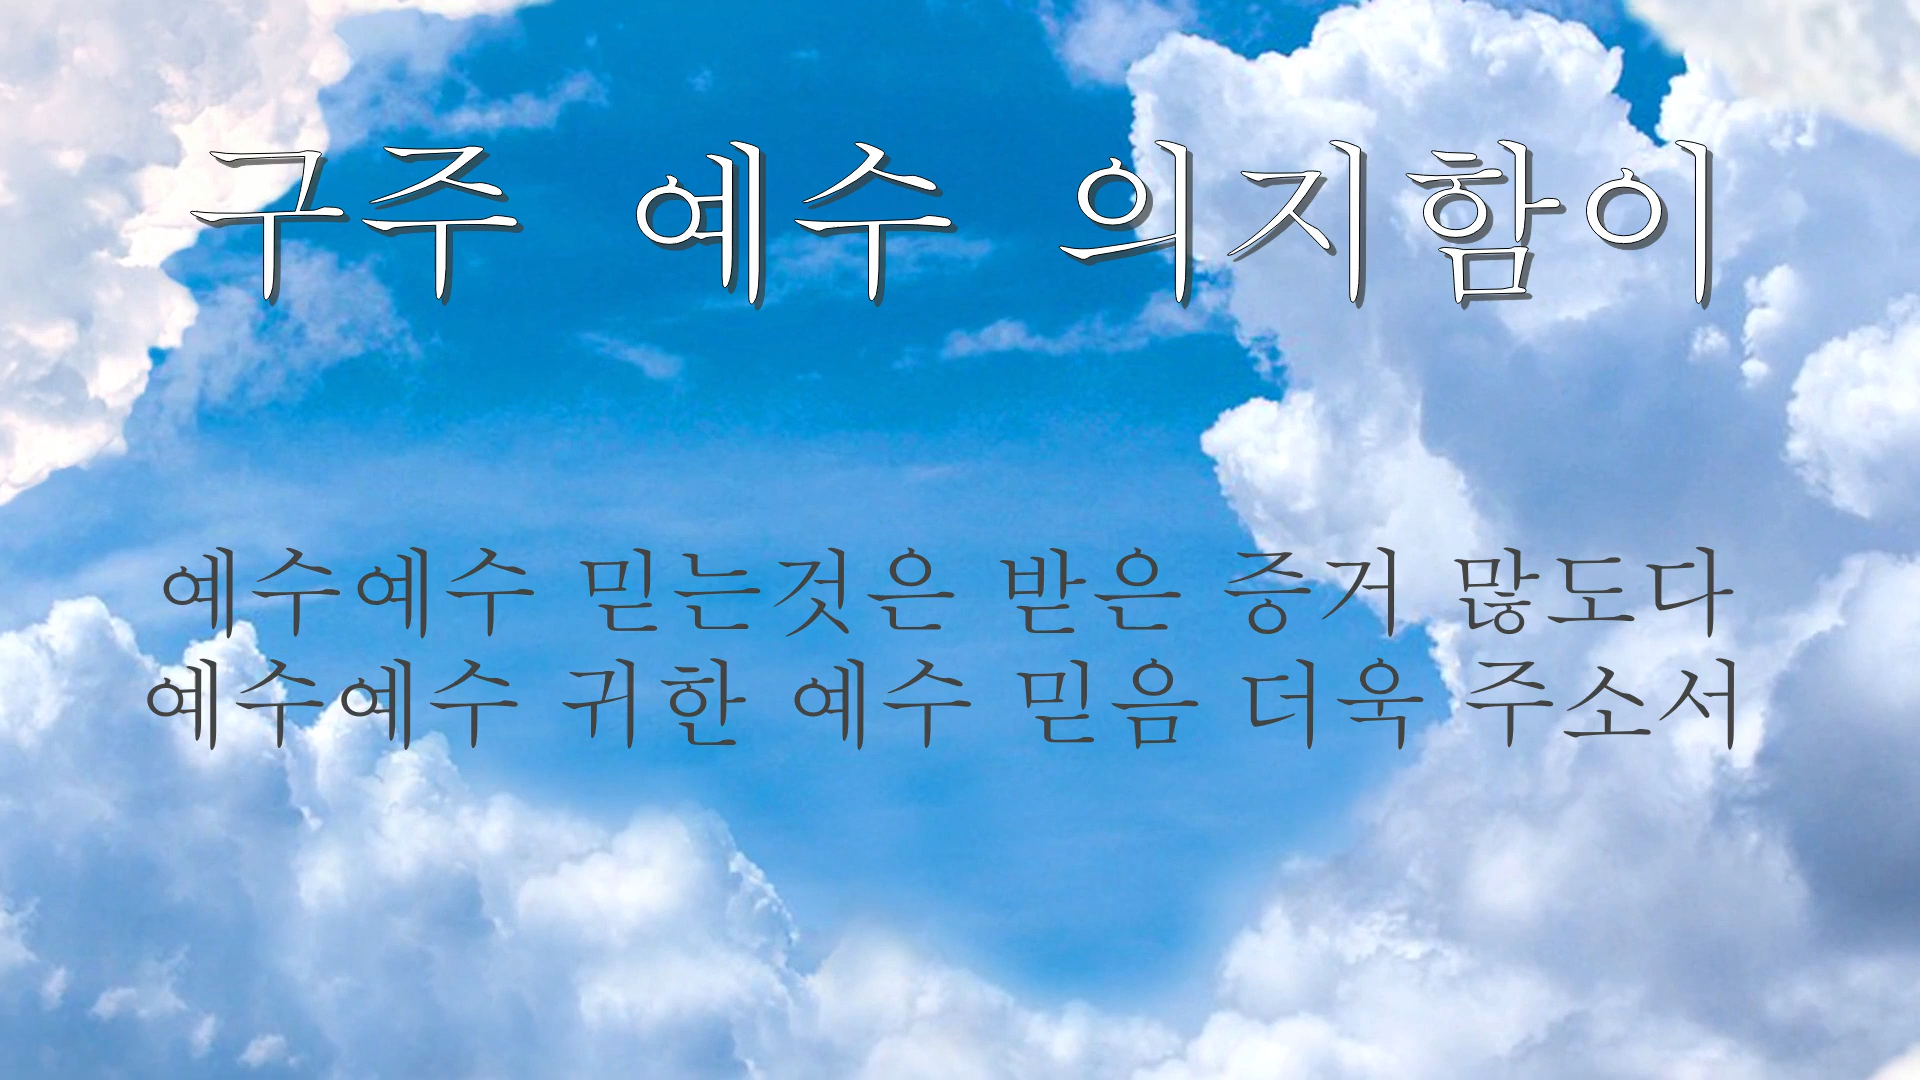 구주 예수 의지함이
예수예수 믿는것은 받은 증거 많도다
예수예수 귀한 예수 믿음 더욱 주소서